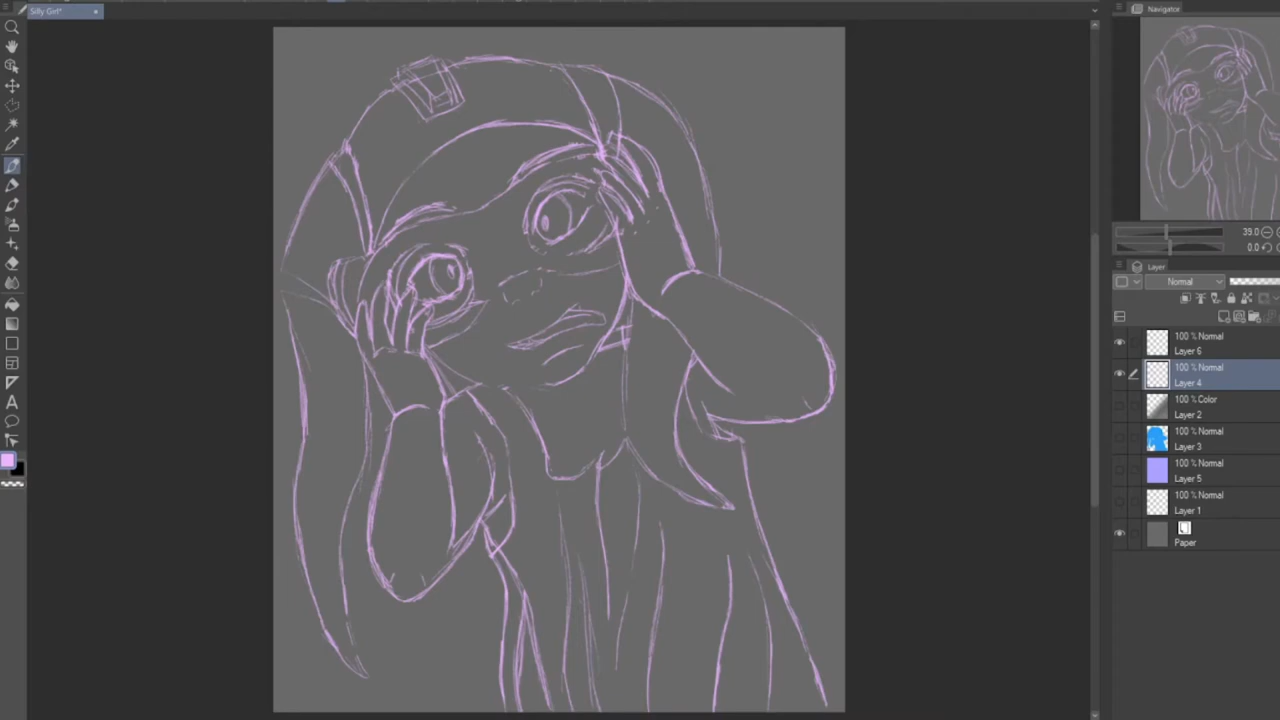 Silly Girl*
Navigator
39.0
0.0
Layer
Normal
100 % Normal
Layer 6
100 % Normal
Layer 4
100 % Color
Layer 2
100 % Normal
Layer 3
100 % Normal
Layer 5
100 % Normal
Layer 1
Paper